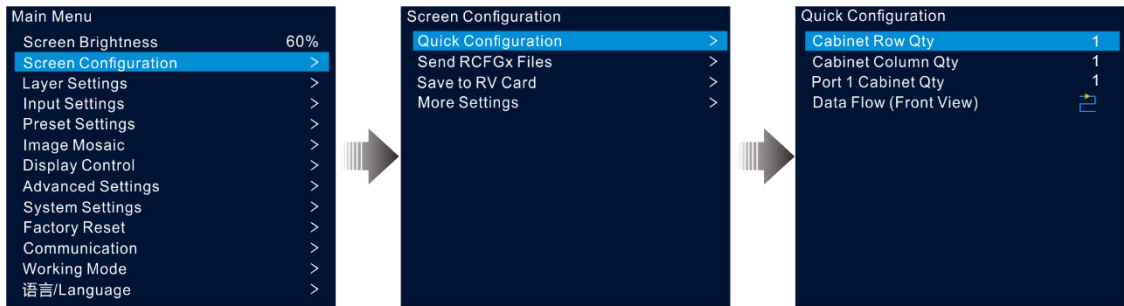 Main Menu
Screen Brightness 60%
Screen Configuration >
Layer Settings >
Input Settings >
Preset Settings >
Image Mosaic >
Display Control >
Advanced Settings >
System Settings >
Factory Reset >
Communication >
Working Mode >
语言/Language >
Screen Configuration
Quick Configuration >
Send RCFGx Files >
Save to RV Card >
More Settings >
Quick Configuration
Cabinet Row Qty 1
Cabinet Column Qty 1
Port 1 Cabinet Qty 1
Data Flow (Front View)